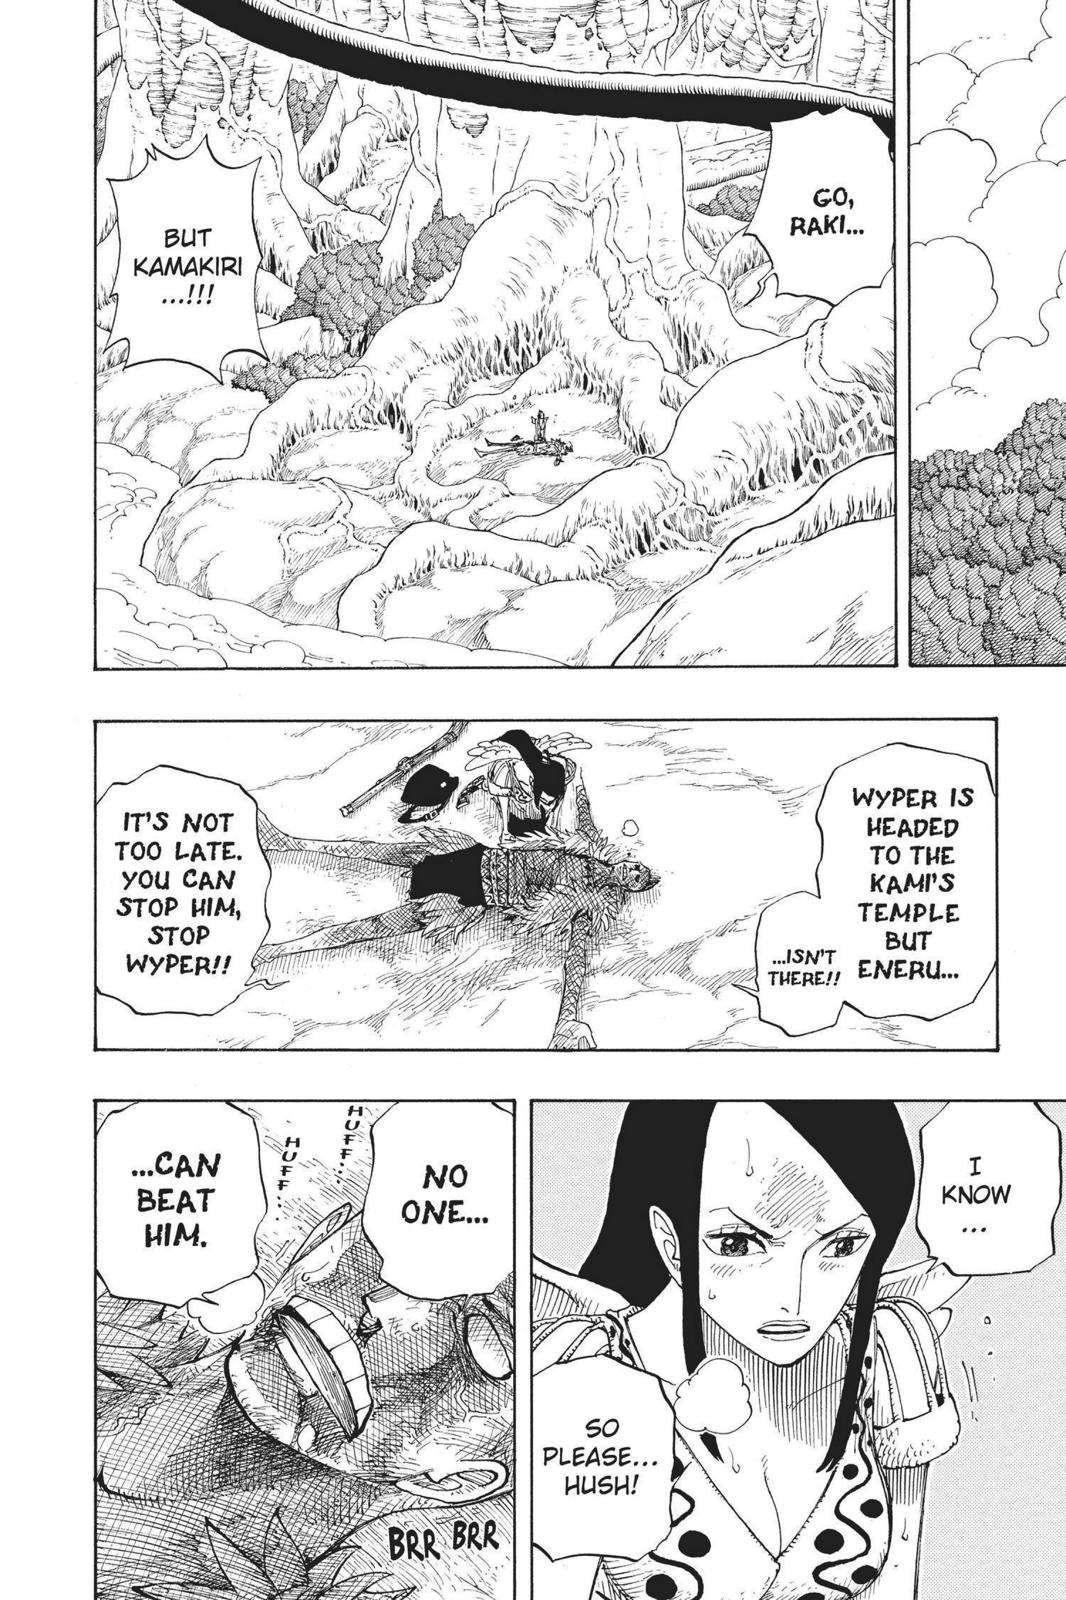 GO,
RAKI...
BUT
KAMAKIRI
...!!!
WYPER IS
HEADED
TO THE
KAMI'S
TEMPLE
BUT
ENERU...
...ISN'T
THERE!!
IT'S NOT
TOO LATE.
YOU CAN
STOP HIM,
STOP
WYPER!!
I
KNOW
...
SO
PLEASE...
HUSH!
NO
ONE...
HUFF...
HUFF...
...CAN
BEAT
HIM.
BRR BRR